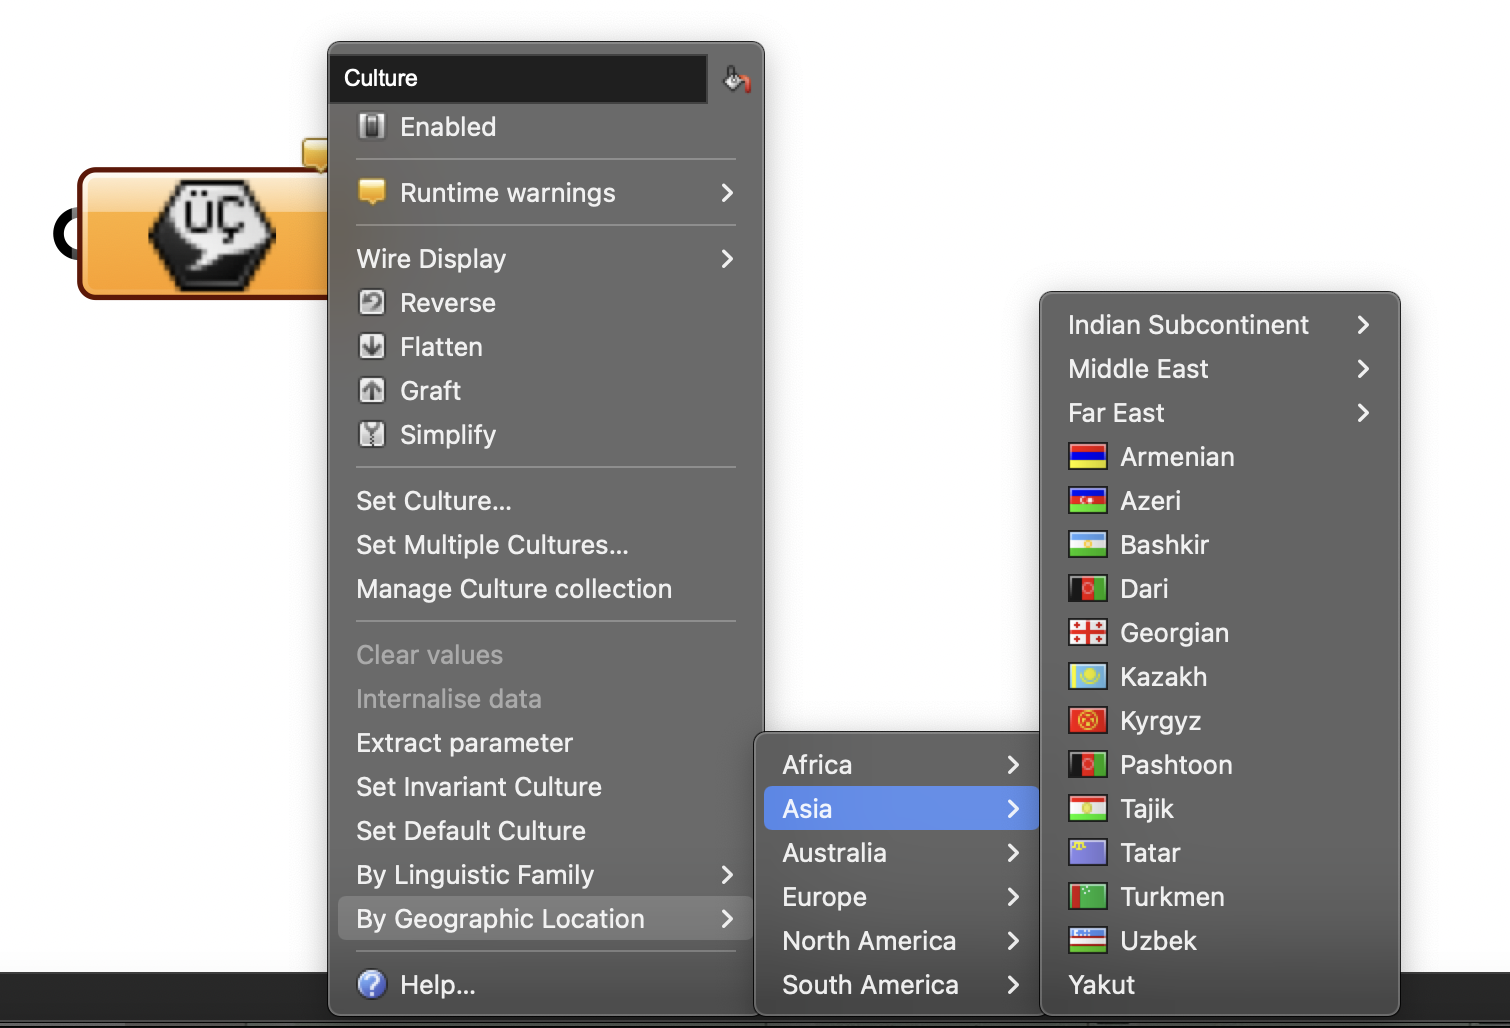 ÜÇ
Culture
Enabled
Runtime warnings
Wire Display
Reverse
Flatten
Graft
Simplify
Set Culture...
Set Multiple Cultures...
Manage Culture collection
Clear values
Internalise data
Extract parameter
Set Invariant Culture
Set Default Culture
By Linguistic Family
By Geographic Location
Help...
Africa
Asia
Australia
Europe
North America
South America
Indian Subcontinent
Middle East
Far East
Armenian
Azeri
Bashkir
Dari
Georgian
Kazakh
Kyrgyz
Pashtoon
Tajik
Tatar
Turkmen
Uzbek
Yakut